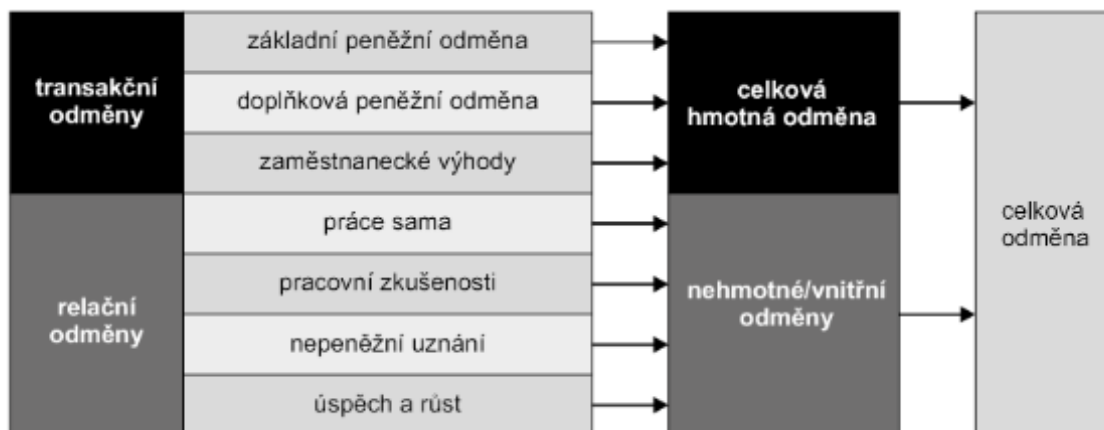 transakční
odměny
základní peněžní odměna
doplňková peněžní odměna
zaměstnanecké výhody
celková
hmotná odměna
relační
odměny
práce sama
pracovní zkušenosti
nepeněžní uznání
úspěch a růst
nehmotné/vnitřní
odměny
celková
odměna